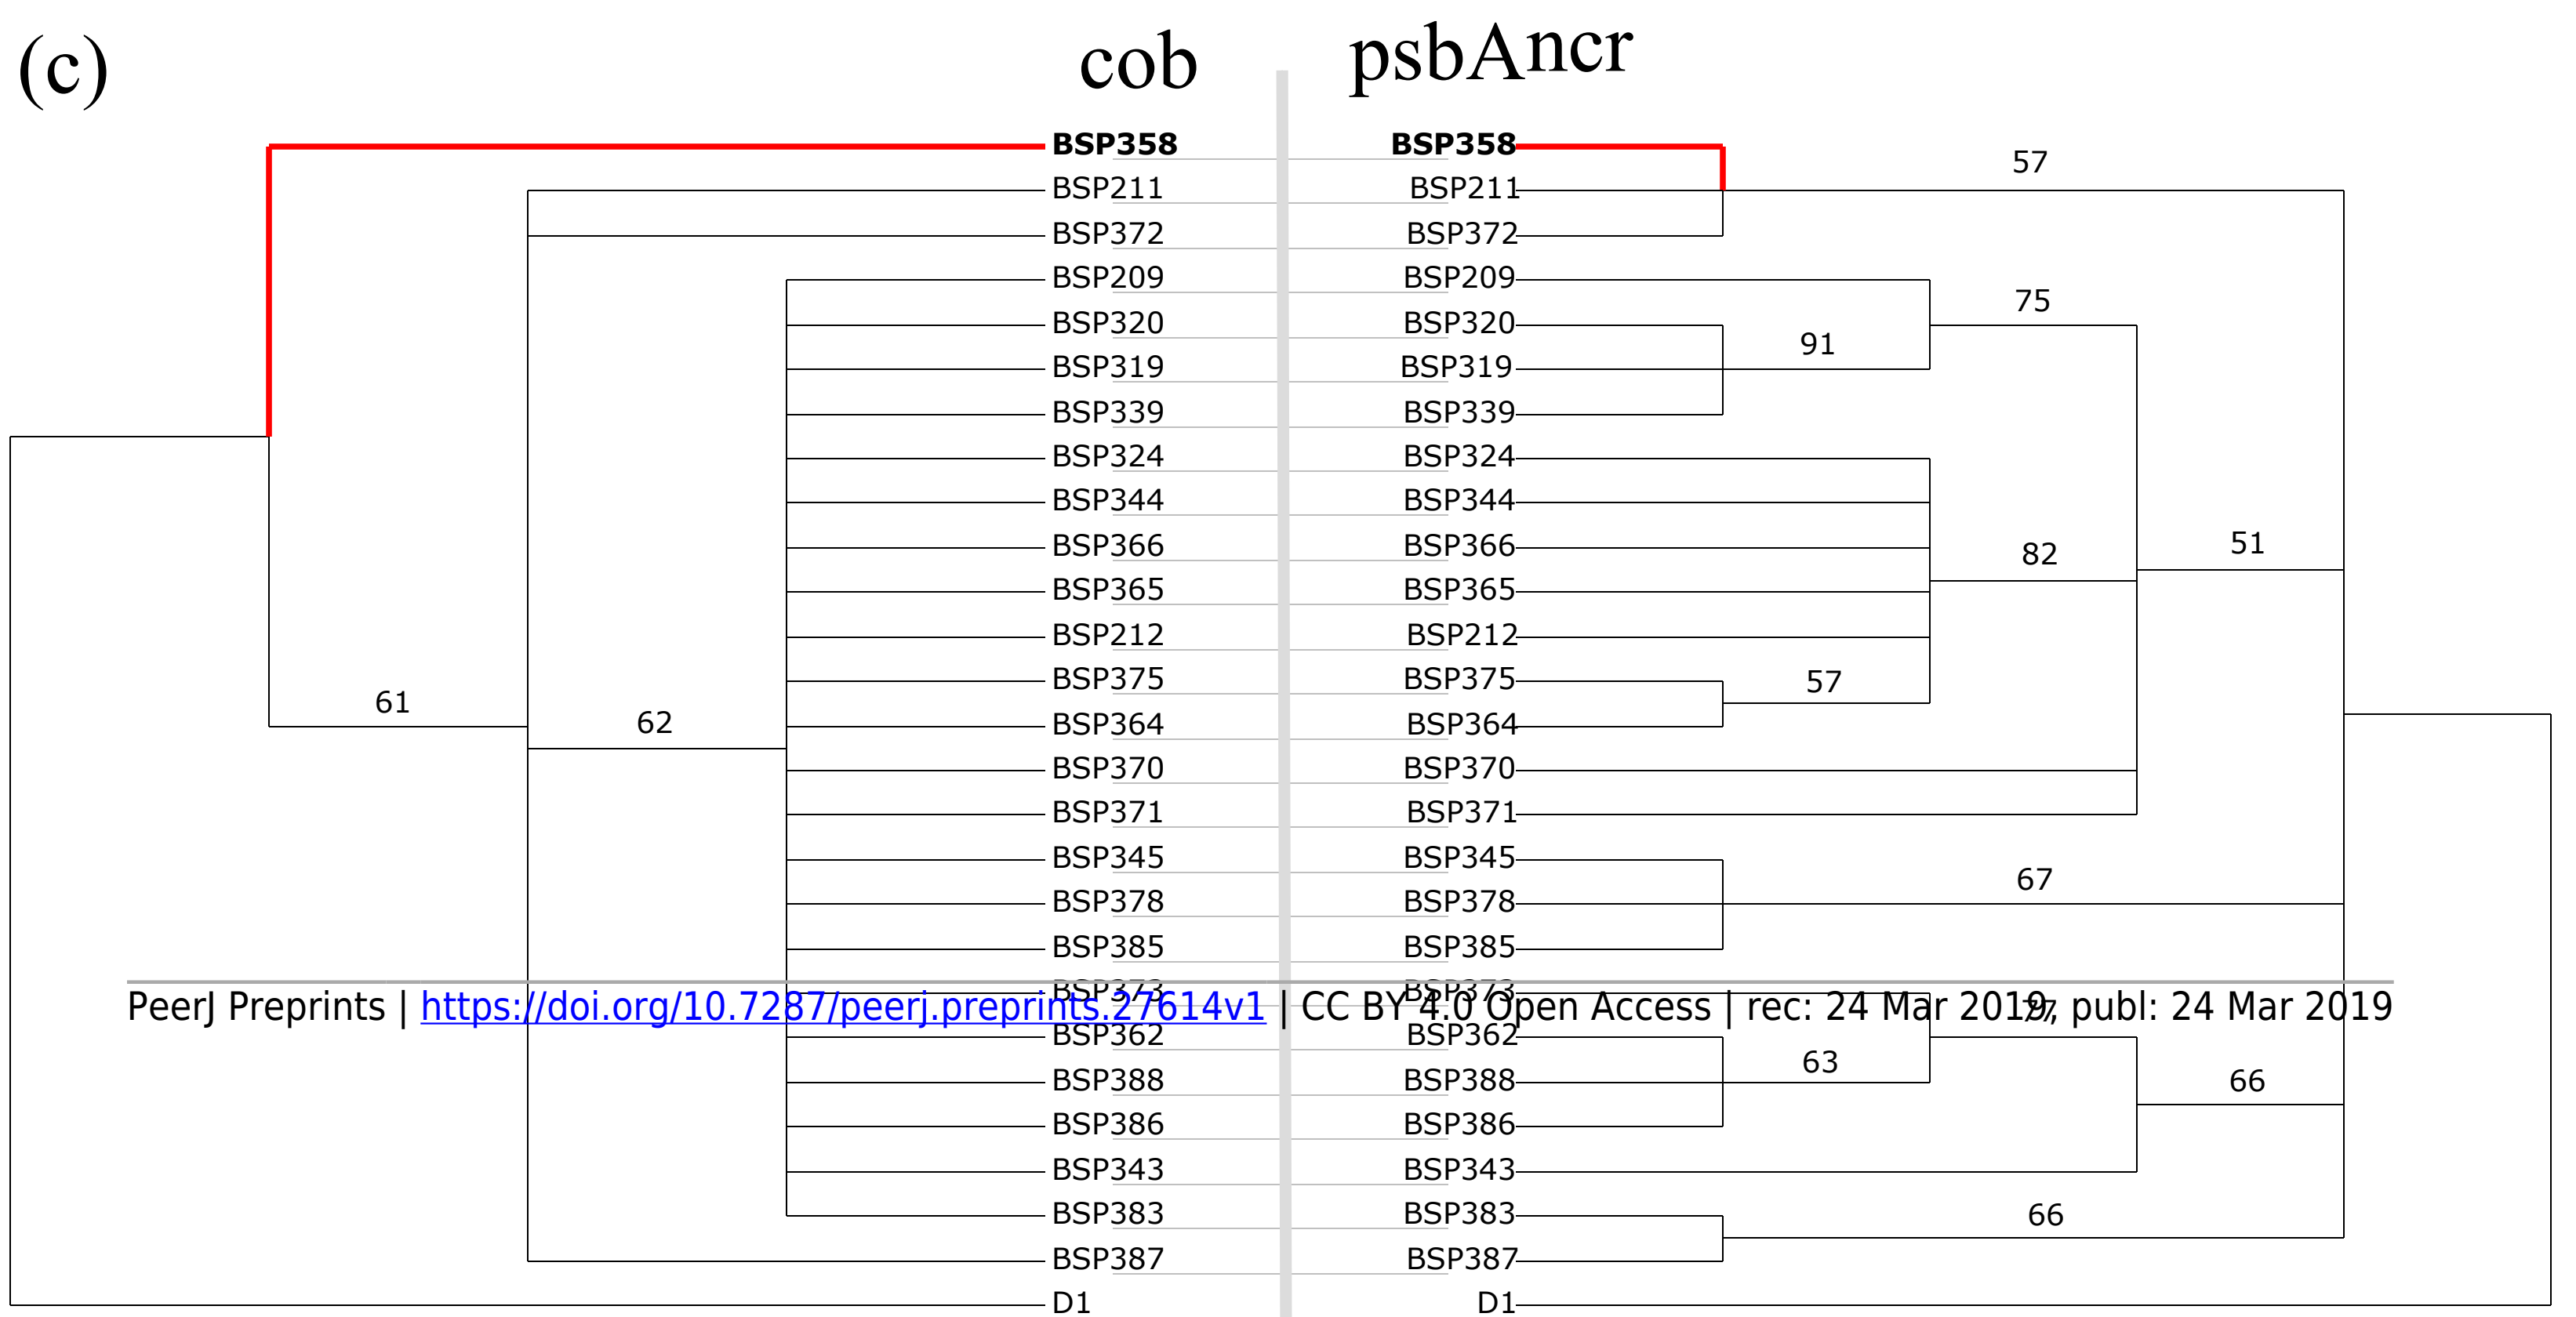 (c) cob psbAncr
BSP358 BSP358
57
BSP211 BSP211
BSP372 BSP372
BSP209 BSP209
75
BSP320 BSP320
91
BSP319 BSP319
BSP339 BSP339
BSP324 BSP324
BSP344 BSP344
BSP366 BSP366 82 51
BSP365 BSP365
BSP212 BSP212
BSP375 BSP375 57
61
62 BSP364 BSP364
BSP370 BSP370
BSP371 BSP371
BSP345 BSP345
67
BSP378 BSP378
BSP385 BSP385
BSP373 BSP373
PeerJ Preprints | https://doi.org/10.7287/peerj.preprints.27614v1 | CC BY 4.0 Open Access | rec: 24 Mar 2019, publ: 24 Mar 2019
77
BSP362 BSP362
63
BSP388 BSP388 66
BSP386 BSP386
BSP343 BSP343
BSP383 BSP383 66
BSP387 BSP387
D1 D1